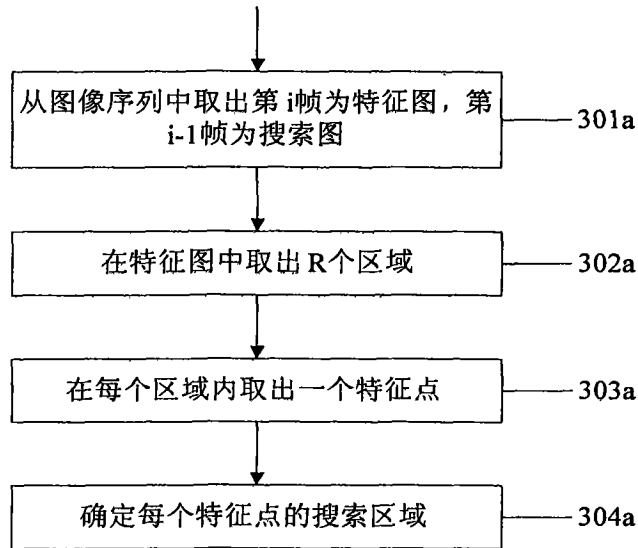 从图像序列中取出第 i帧为特征图，第
i-1帧为搜索图
301a
在特征图中取出 R个区域
302a
在每个区域内取出一个特征点
303a
确定每个特征点的搜索区域
304a